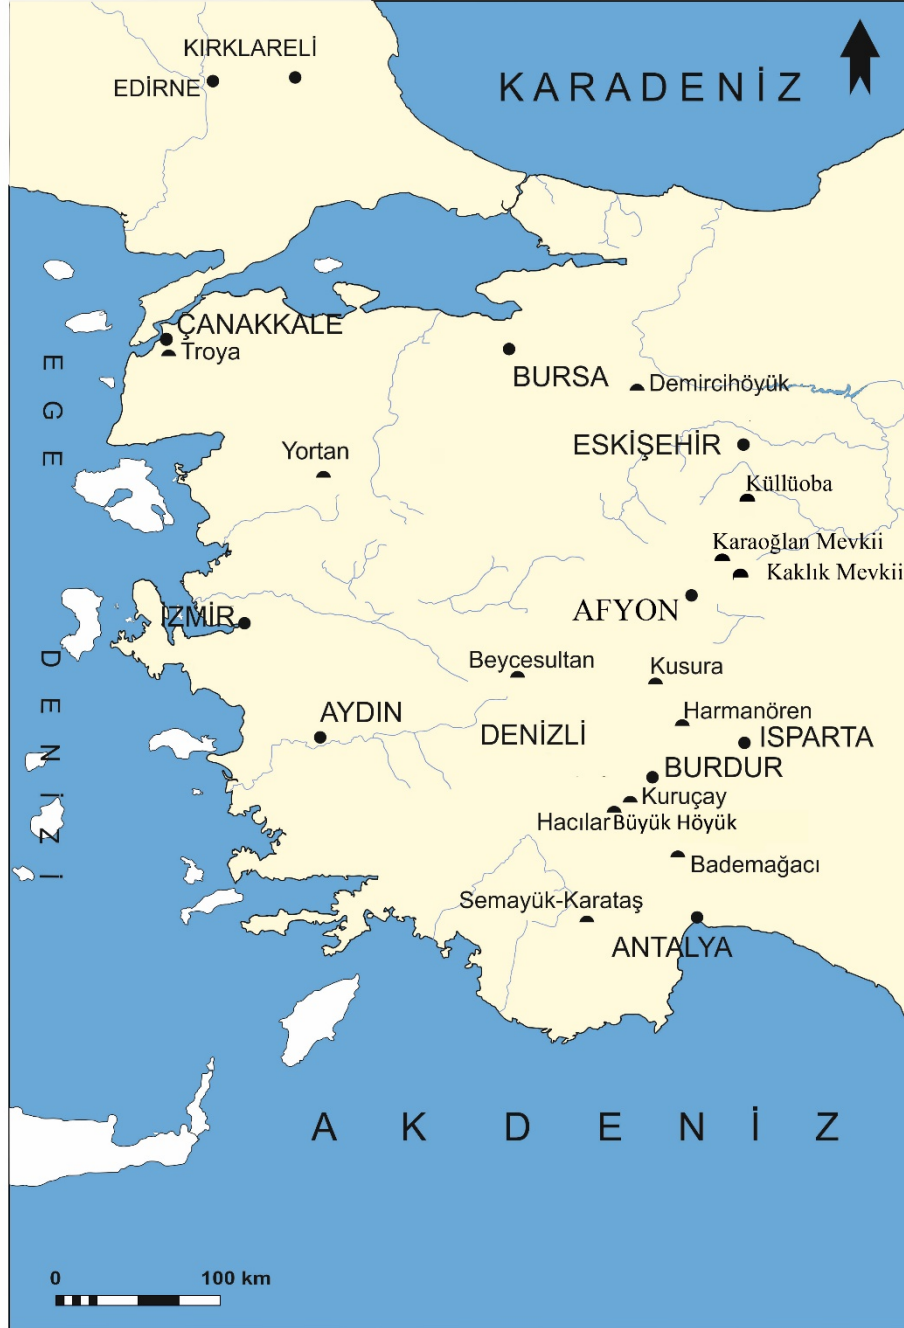 KIRKLARELİ
EDİRNE
KARADENİZ
ÇANAKKALE
Troya
BURSA
Demircihöyük
EGE DENİZİ
ESKİŞEHİR
Yortan
Küllüoba
Karaoğlan Mevkii
Kaklık Mevkii
AFYON
İZMİR
Beycesultan
Kusura
AYDIN
Harmanören
DENİZLİ
ISPARTA
BURDUR
Kuruçay
Hacılar Büyük Höyük
Bademağacı
Semayük-Karataş
ANTALYA
AKDENİZ
0 100 km